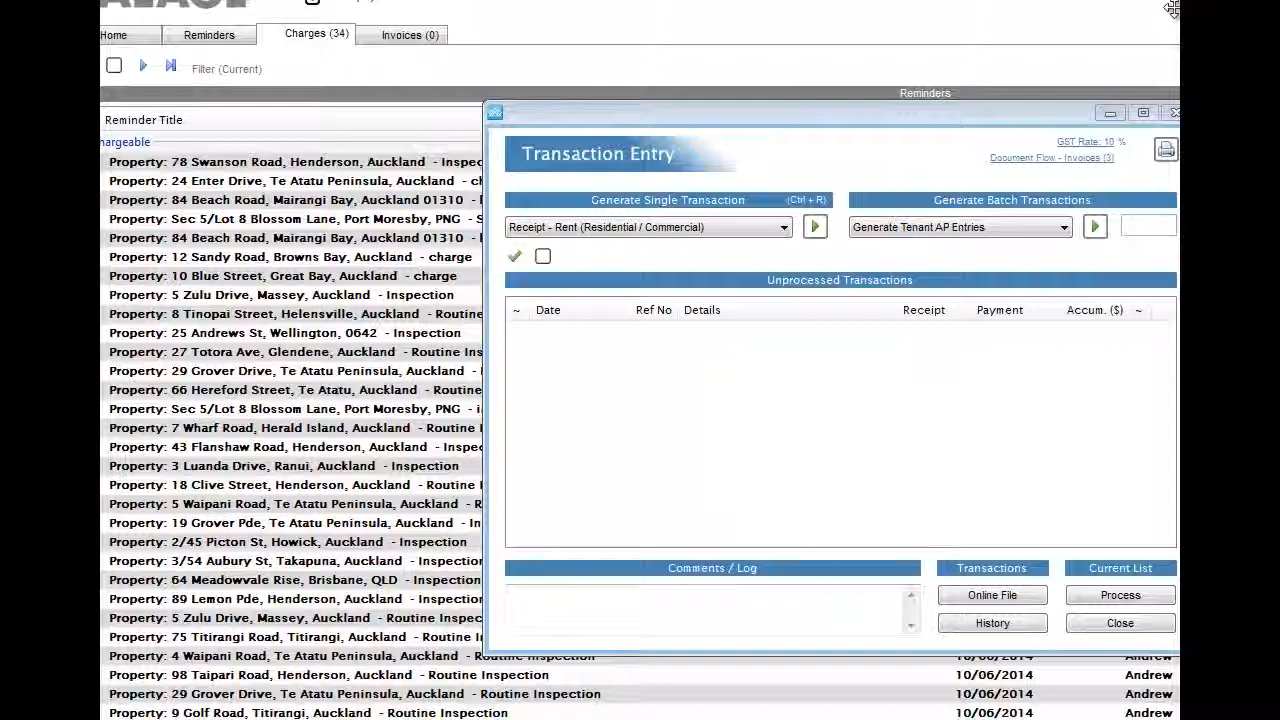 Home Reminders Charges (34) Invoices (0)
Filter (Current)
Reminders
Reminder Title
hargeable
Property: 78 Swanson Road, Henderson, Auckland - Inspec
Property: 24 Enter Drive, Te Atatu Peninsula, Auckland - ch
Property: 84 Beach Road, Mairangi Bay, Auckland 01310 -
Property: Sec 5/Lot 8 Blossom Lane, Port Moresby, PNG - S
Property: 84 Beach Road, Mairangi Bay, Auckland 01310 -
Property: 12 Sandy Road, Browns Bay, Auckland - charge
Property: 10 Blue Street, Great Bay, Auckland - charge
Property: 5 Zulu Drive, Massey, Auckland - Inspection
Property: 8 Tinopai Street, Helensville, Auckland - Routine
Property: 25 Andrews St, Wellington, 0642 - Inspection
Property: 27 Totora Ave, Glendene, Auckland - Routine Ins
Property: 29 Grover Drive, Te Atatu Peninsula, Auckland -
Property: 66 Hereford Street, Te Atatu, Auckland - Routine
Property: Sec 5/Lot 8 Blossom Lane, Port Moresby, PNG - i
Property: 7 Wharf Road, Herald Island, Auckland - Routine I
Property: 43 Flanshaw Road, Henderson, Auckland - Inspec
Property: 3 Luanda Drive, Ranui, Auckland - Inspection
Property: 18 Clive Street, Henderson, Auckland - Routine I
Property: 5 Waipani Road, Te Atatu Peninsula, Auckland - R
Property: 19 Grover Pde, Te Atatu Peninsula, Auckland -
Property: 2/45 Picton St, Howick, Auckland - Inspection
Property: 3/54 Aubury St, Takapuna, Auckland - Inspection
Property: 64 Meadowvale Rise, Brisbane, QLD - Inspection
Property: 89 Lemon Pde, Henderson, Auckland - Inspection
Property: 5 Zulu Drive, Massey, Auckland - Routine Inspect
Property: 75 Titirangi Road, Titirangi, Auckland - Routine I
Property: 4 Waipani Road, Te Atatu Peninsula, Auckland - Routine Inspection 10/06/2014 Andrew
Property: 98 Taipari Road, Henderson, Auckland - Routine Inspection 10/06/2014 Andrew
Property: 29 Grover Drive, Te Atatu Peninsula, Auckland - Routine Inspection 10/06/2014 Andrew
Property: 9 Golf Road, Titirangi, Auckland - Routine Inspection 10/06/2014 Andrew
Transaction Entry
GST Rate: 10 %
Document Flow - Invoices (3)
Generate Single Transaction (Ctrl + R)
Generate Batch Transactions
Receipt - Rent (Residential / Commercial)
Generate Tenant AP Entries
Unprocessed Transactions
~ Date Ref No Details Receipt Payment Accum. ($) ~
Comments / Log
Transactions
Current List
Online File
Process
History
Close